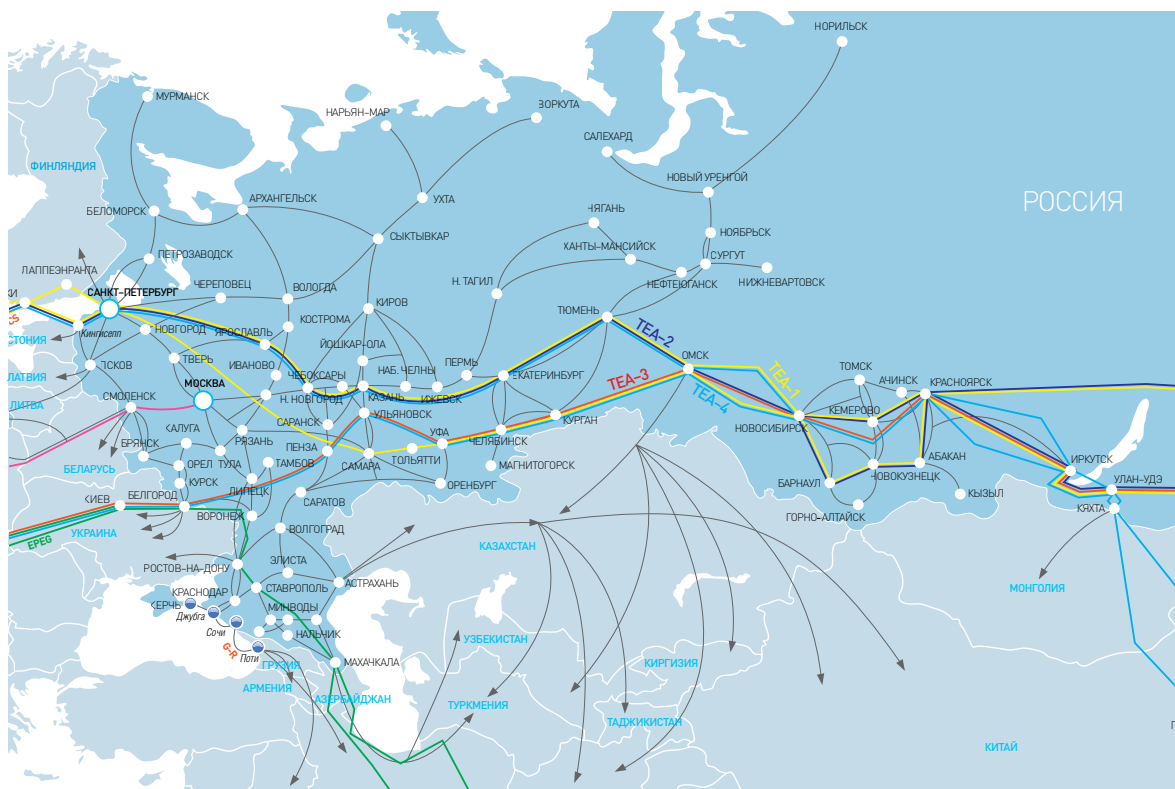 НОРИЛЬСК
МУРМАНСК
НАРЬЯН-МАР
ВОРКУТА
САЛЕХАРД
ФИНЛЯНДИЯ
НОВЫЙ УРЕНГОЙ
АРХАНГЕЛЬСК
УХТА
РОССИЯ
БЕЛОМОРСК
НЯГАНЬ
СЫКТЫВКАР
НОЯБРЬСК
ХАНТЫ-МАНСИЙСК
ПЕТРОЗАВОДСК
СУРГУТ
ЛАППЕЭНРАНТА
ЧЕРЕПОВЕЦ
ВОЛОГДА
Н. ТАГИЛ
НЕФТЕЮГАНСК
НИЖНЕВАРТОВСК
САНКТ-ПЕТЕРБУРГ
КИ
КИРОВ
ТЮМЕНЬ
КОСТРОМА
Кингисепп
НОВГОРОД
ЯРОСЛАВЛЬ
TEA-2
СТОНИЯ
ЙОШКАР-ОЛА
ОМСК
ТВЕРЬ
ИВАНОВО
ПСКОВ
ПЕРМЬ
ТОМСК
ЛАТВИЯ
МОСКВА
ЧЕБОКСАРЫ
НАБ. ЧЕЛНЫ
ЕКАТЕРИНБУРГ
TEA-3
TEA-1
АЧИНСК
КРАСНОЯРСК
СМОЛЕНСК
Н. НОВГОРОД
КАЗАНЬ
ИЖЕВСК
TEA-4
ЛИТВА
УЛЬЯНОВСК
КЕМЕРОВО
КУРГАН
САРАНСК
НОВОСИБИРСК
КАЛУГА
УФА
БРЯНСК
РЯЗАНЬ
ПЕНЗА
ЧЕЛЯБИНСК
ТОЛЬЯТТИ
АБАКАН
ИРКУТСК
ОРЕЛ
ТУЛА
ТАМБОВ
САМАРА
МАГНИТОГОРСК
БЕЛАРУСЬ
НОВОКУЗНЕЦК
УЛАН-УДЭ
КУРСК
БАРНАУЛ
ОРЕНБУРГ
ЛИПЕЦК
КЫЗЫЛ
КИЕВ
БЕЛГОРОД
САРАТОВ
КЯХТА
ВОРОНЕЖ
ГОРНО-АЛТАЙСК
УКРАИНА
ВОЛГОГРАД
EPEG
КАЗАХСТАН
ЭЛИСТА
РОСТОВ-НА-ДОНУ
АСТРАХАНЬ
СТАВРОПОЛЬ
МОНГОЛИЯ
КРАСНОДАР
КЕРЧЬ
МИНВОДЫ
Джубга
Сочи
НАЛЬЧИК
УЗБЕКИСТАН
G-R
Поти
ГРУЗИЯ
МАХАЧКАЛА
КИРГИЗИЯ
АРМЕНИЯ
АЗЕРБАЙДЖАН
ТУРКМЕНИЯ
ТАДЖИКИСТАН
КИТАЙ